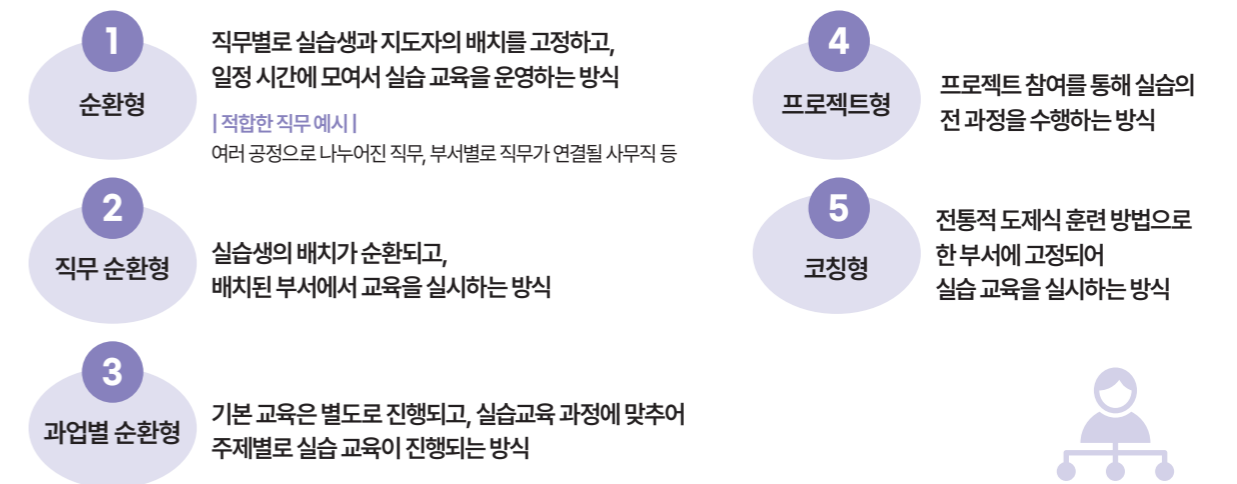 1
순환형
직무별로 실습생과 지도자의 배치를 고정하고,
일정 시간에 모여서 실습 교육을 운영하는 방식
| 적합한 직무 예시 |
여러 공정으로 나누어진 직무, 부서별로 직무가 연결될 사무직 등
2
직무 순환형
실습생의 배치가 순환되고,
배치된 부서에서 교육을 실시하는 방식
3
과업별 순환형
기본 교육은 별도로 진행되고, 실습교육 과정에 맞추어
주제별로 실습 교육이 진행되는 방식
4
프로젝트형
프로젝트 참여를 통해 실습의
전 과정을 수행하는 방식
5
코칭형
전통적 도제식 훈련 방법으로
한 부서에 고정되어
실습 교육을 실시하는 방식